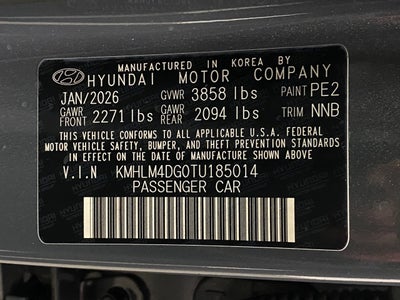 MANUFACTURED IN KOREA BY
HYUNDAI MOTOR COMPANY
JAN/2026 GVWR 3858 lbs PAINT PE2
GAWR FRONT 2271 lbs GAWR REAR 2094 lbs TRIM NNB
THIS VEHICLE CONFORMS TO ALL APPLICABLE U.S.A. FEDERAL
MOTOR VEHICLE SAFETY, BUMPER, AND THEFT PREVENTION STANDARDS
IN EFFECT ON THE DATE OF MANUFACTURE SHOWN ABOVE.
V.I.N KMHLM4DG0TU185014
PASSENGER CAR